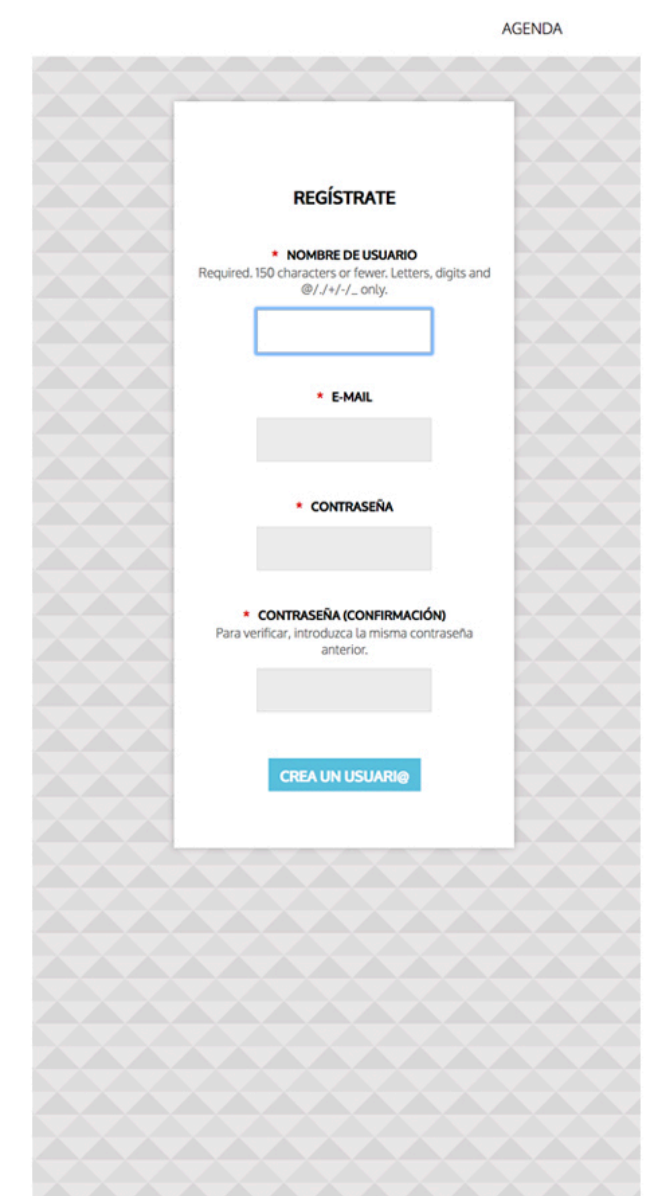 AGENDA
REGÍSTRATE
* NOMBRE DE USUARIO
Required. 150 characters or fewer. Letters, digits and
@/./+/-/_ only.
* E-MAIL
* CONTRASEÑA
* CONTRASEÑA (CONFIRMACIÓN)
Para verificar, introduzca la misma contraseña
anterior.
CREA UN USUARI@